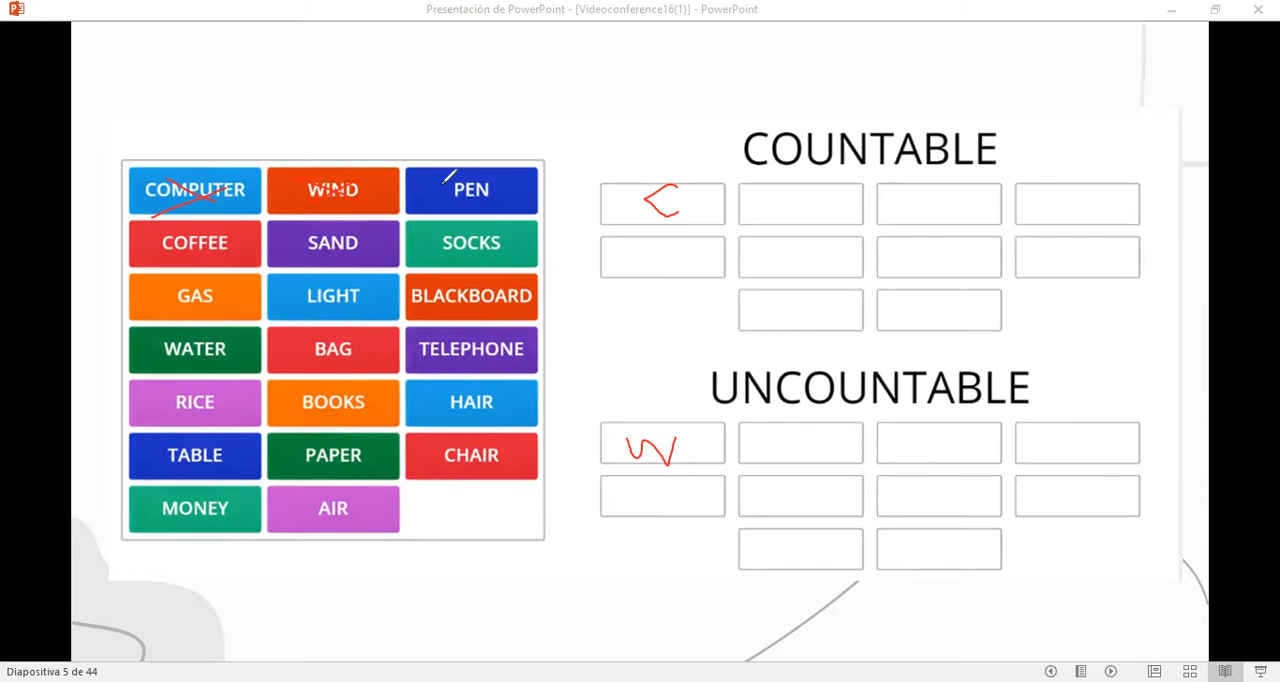 Presentación de PowerPoint - [Videoconference16(1)] - PowerPoint
COUNTABLE
COMPUTER WIND PEN
C
COFFEE SAND SOCKS
GAS LIGHT BLACKBOARD
WATER BAG TELEPHONE
UNCOUNTABLE
RICE BOOKS HAIR
W
TABLE PAPER CHAIR
MONEY AIR
Diapositiva 5 de 44